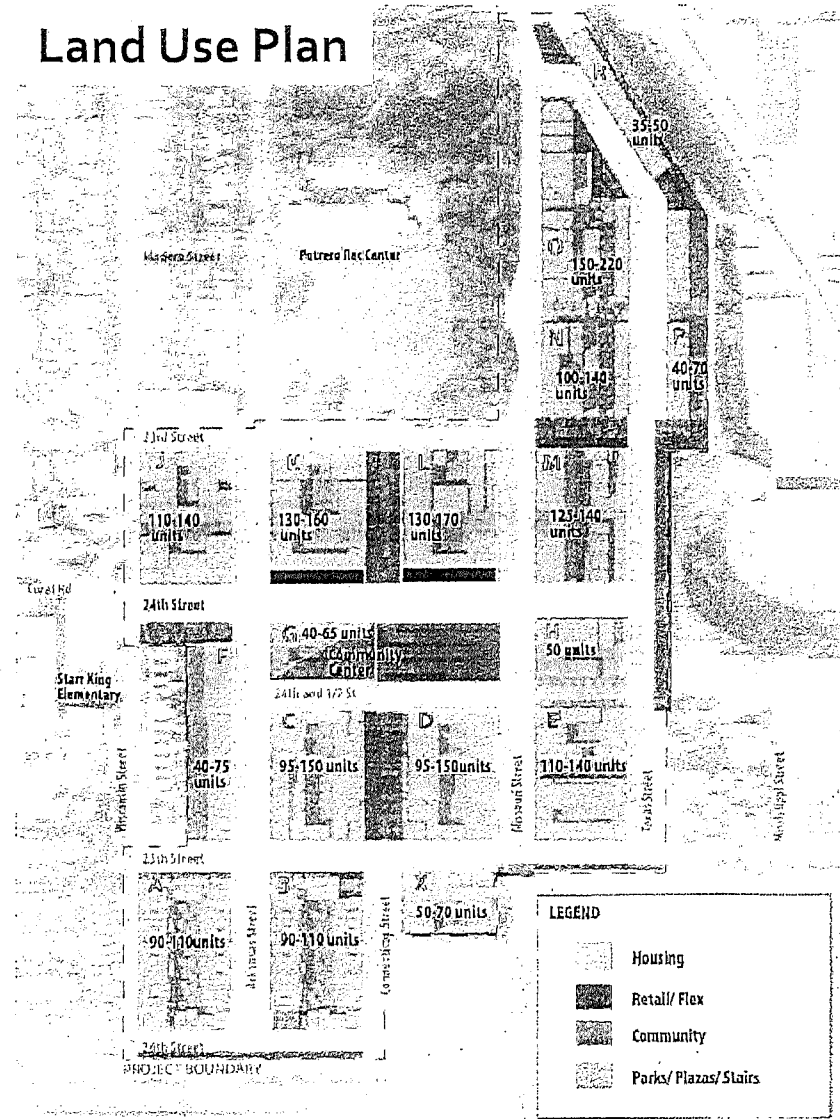 Land Use Plan
R
35-50
units
Madera Street
Potrero Rec Center
O
150-220
units
N
100-140
units
P
40-70
units
23rd Street
J
110-140
units
K
130-160
units
L
130-170
units
M
125-140
units
24th Street
G 40-65 units
(Community
Center)
24th and 1/2 St
H
50 units
Starr King
Elementary
F
40-75
units
C
95-150 units
D
95-150 units
E
110-140 units
Wisconsin Street
Missouri Street
Texas Street
Mississippi Street
25th Street
A
90-110 units
B
90-110 units
X
50-70 units
Arkansas Street
Connecticut Street
26th Street
PROJECT BOUNDARY
LEGEND
Housing
Retail/ Flex
Community
Parks/ Plazas/ Stairs